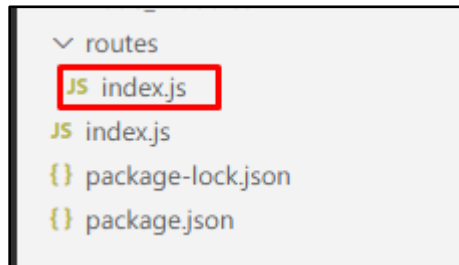 routes
JS index.js
JS index.js
{} package-lock.json
{} package.json